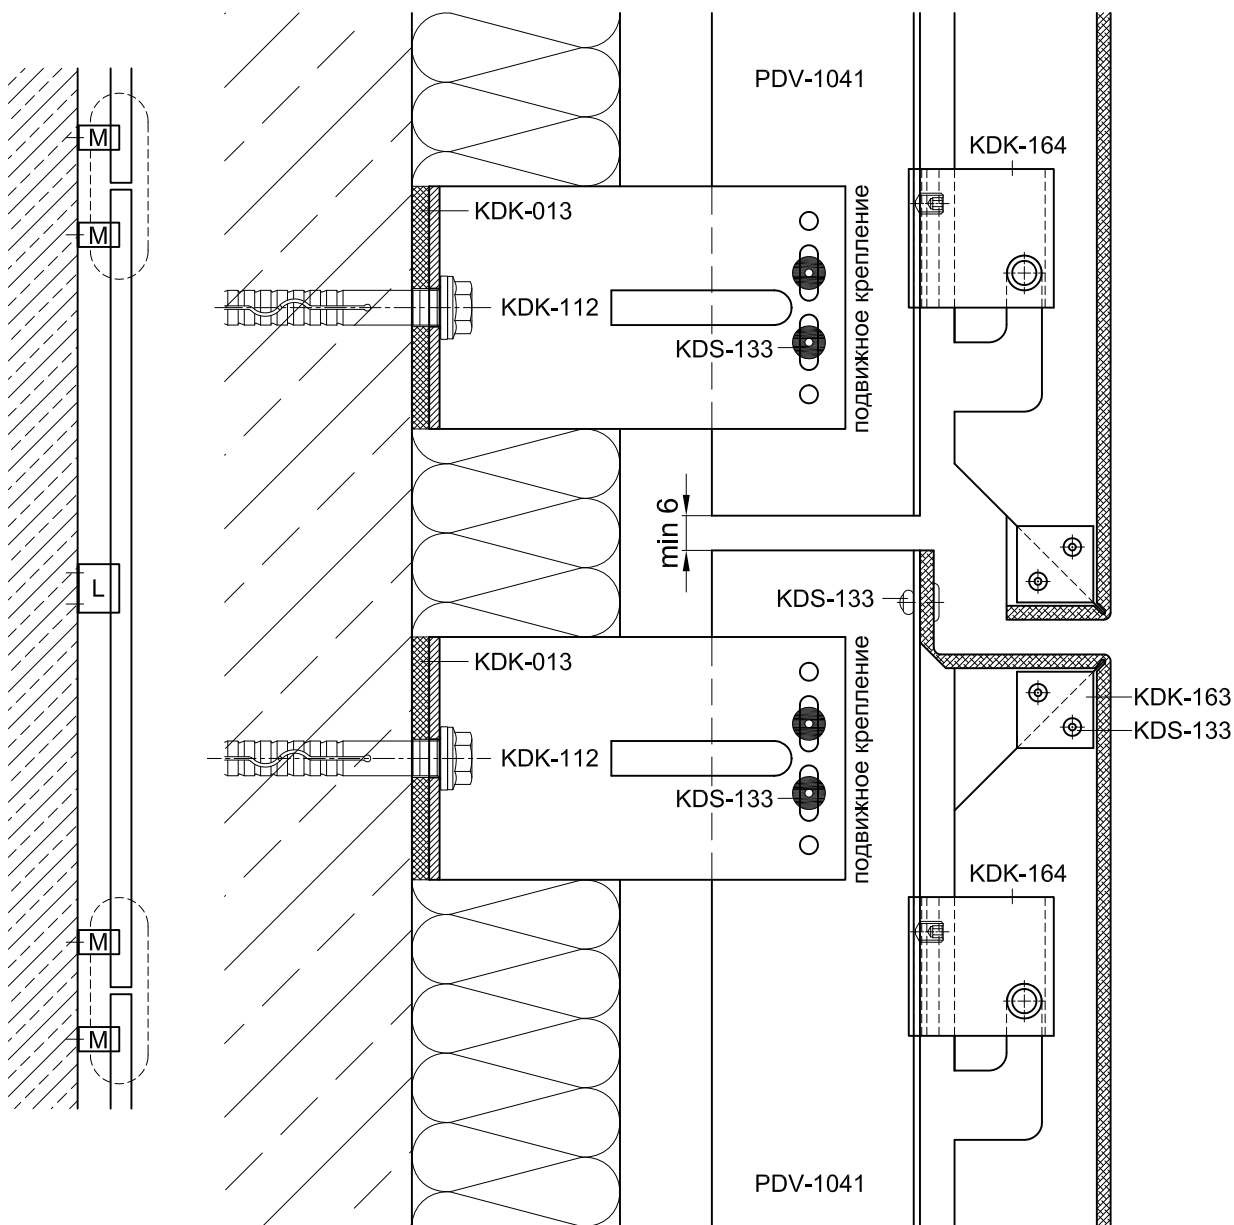 PDV-1041
M
KDK-164
KDK-013
M
подвижное крепление
KDK-112
KDS-133
min 6
L
KDS-133
KDK-013
подвижное крепление
KDK-163
KDS-133
KDK-112
KDS-133
KDK-164
M
M
PDV-1041